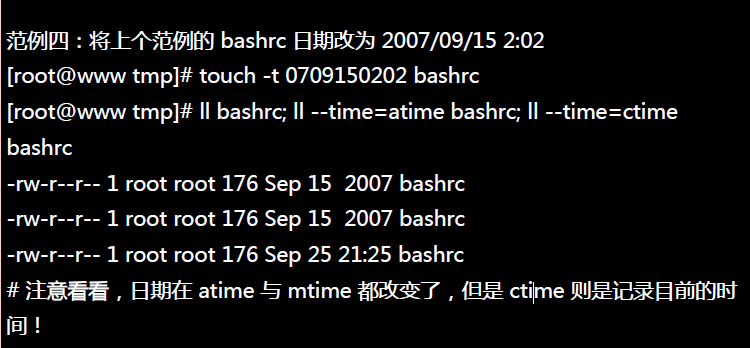 范例四：将上个范例的 bashrc 日期改为 2007/09/15 2:02
[root@www tmp]# touch -t 0709150202 bashrc
[root@www tmp]# ll bashrc; ll --time=atime bashrc; ll --time=ctime
bashrc
-rw-r--r-- 1 root root 176 Sep 15  2007 bashrc
-rw-r--r-- 1 root root 176 Sep 15  2007 bashrc
-rw-r--r-- 1 root root 176 Sep 25 21:25 bashrc
# 注意看看，日期在 atime 与 mtime 都改变了，但是 ctime 则是记录目前的时
间！